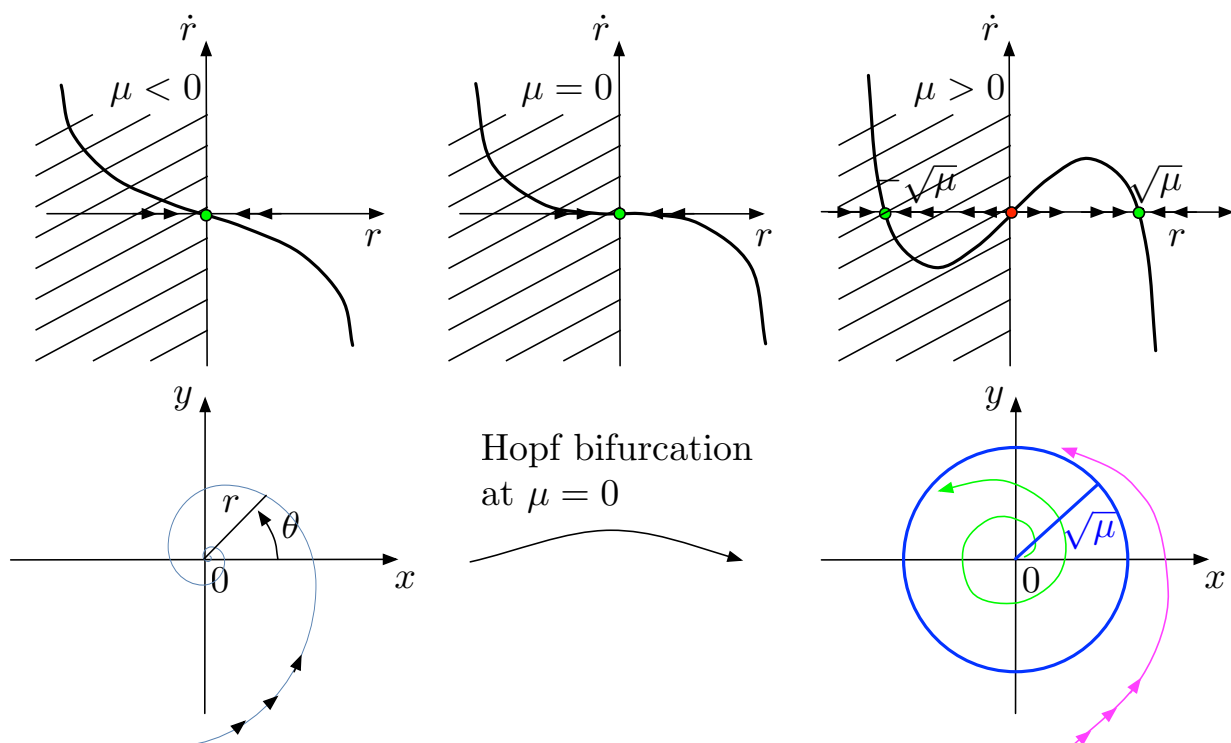 ṙ
μ < 0
r
ṙ
μ = 0
r
ṙ
μ > 0
−√μ
√μ
r
y
r
θ
0
x
Hopf bifurcation
at μ = 0
y
√μ
0
x